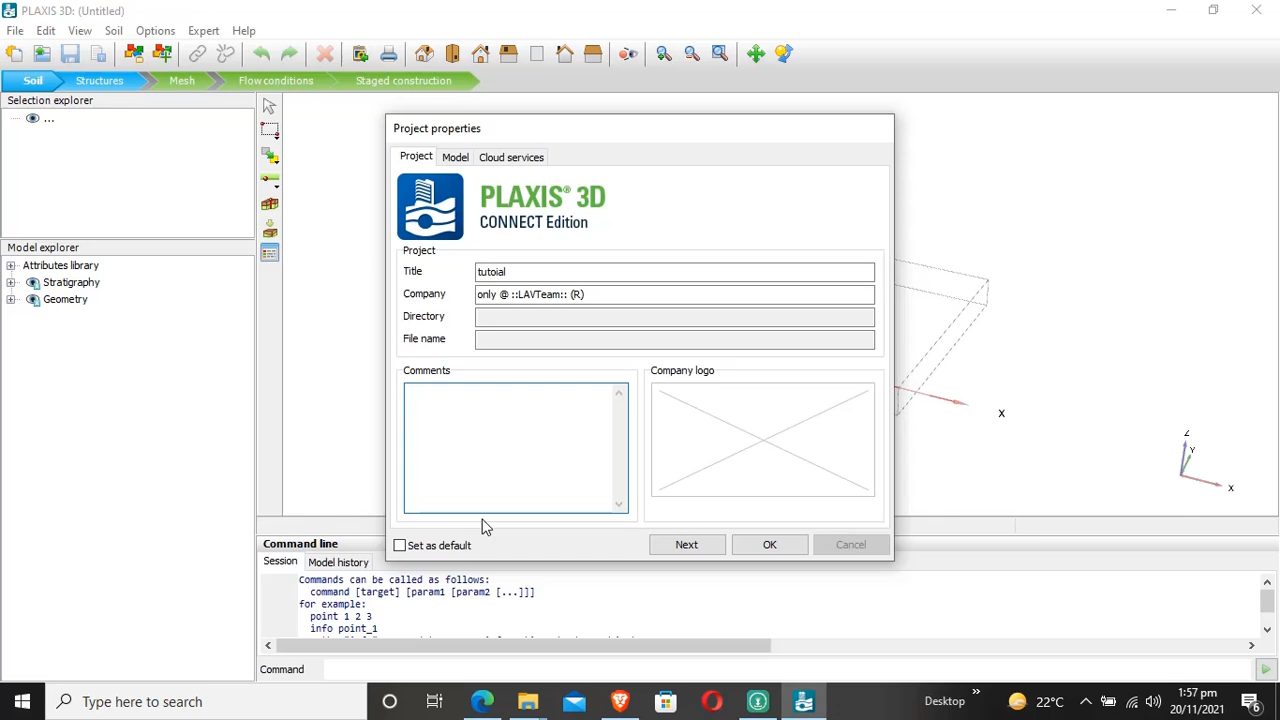 PLAXIS 3D: (Untitled)
File Edit View Soil Options Expert Help
Soil Structures Mesh Flow conditions Staged construction
Selection explorer
...
Model explorer
Attributes library
Stratigraphy
Geometry
Project properties
Project Model Cloud services
PLAXIS® 3D
CONNECT Edition
Project
Title tutoial
Company only @ ::LAVTeam:: (R)
Directory
File name
Comments Company logo
Set as default Next OK Cancel
X
Z
Y
X
Command line
Session Model history
Commands can be called as follows:
command [target] [param1 [param2 [...]]]
for example:
point 1 2 3
info point_1
Command
Type here to search
Desktop
22°C
1:57 pm
20/11/2021
6